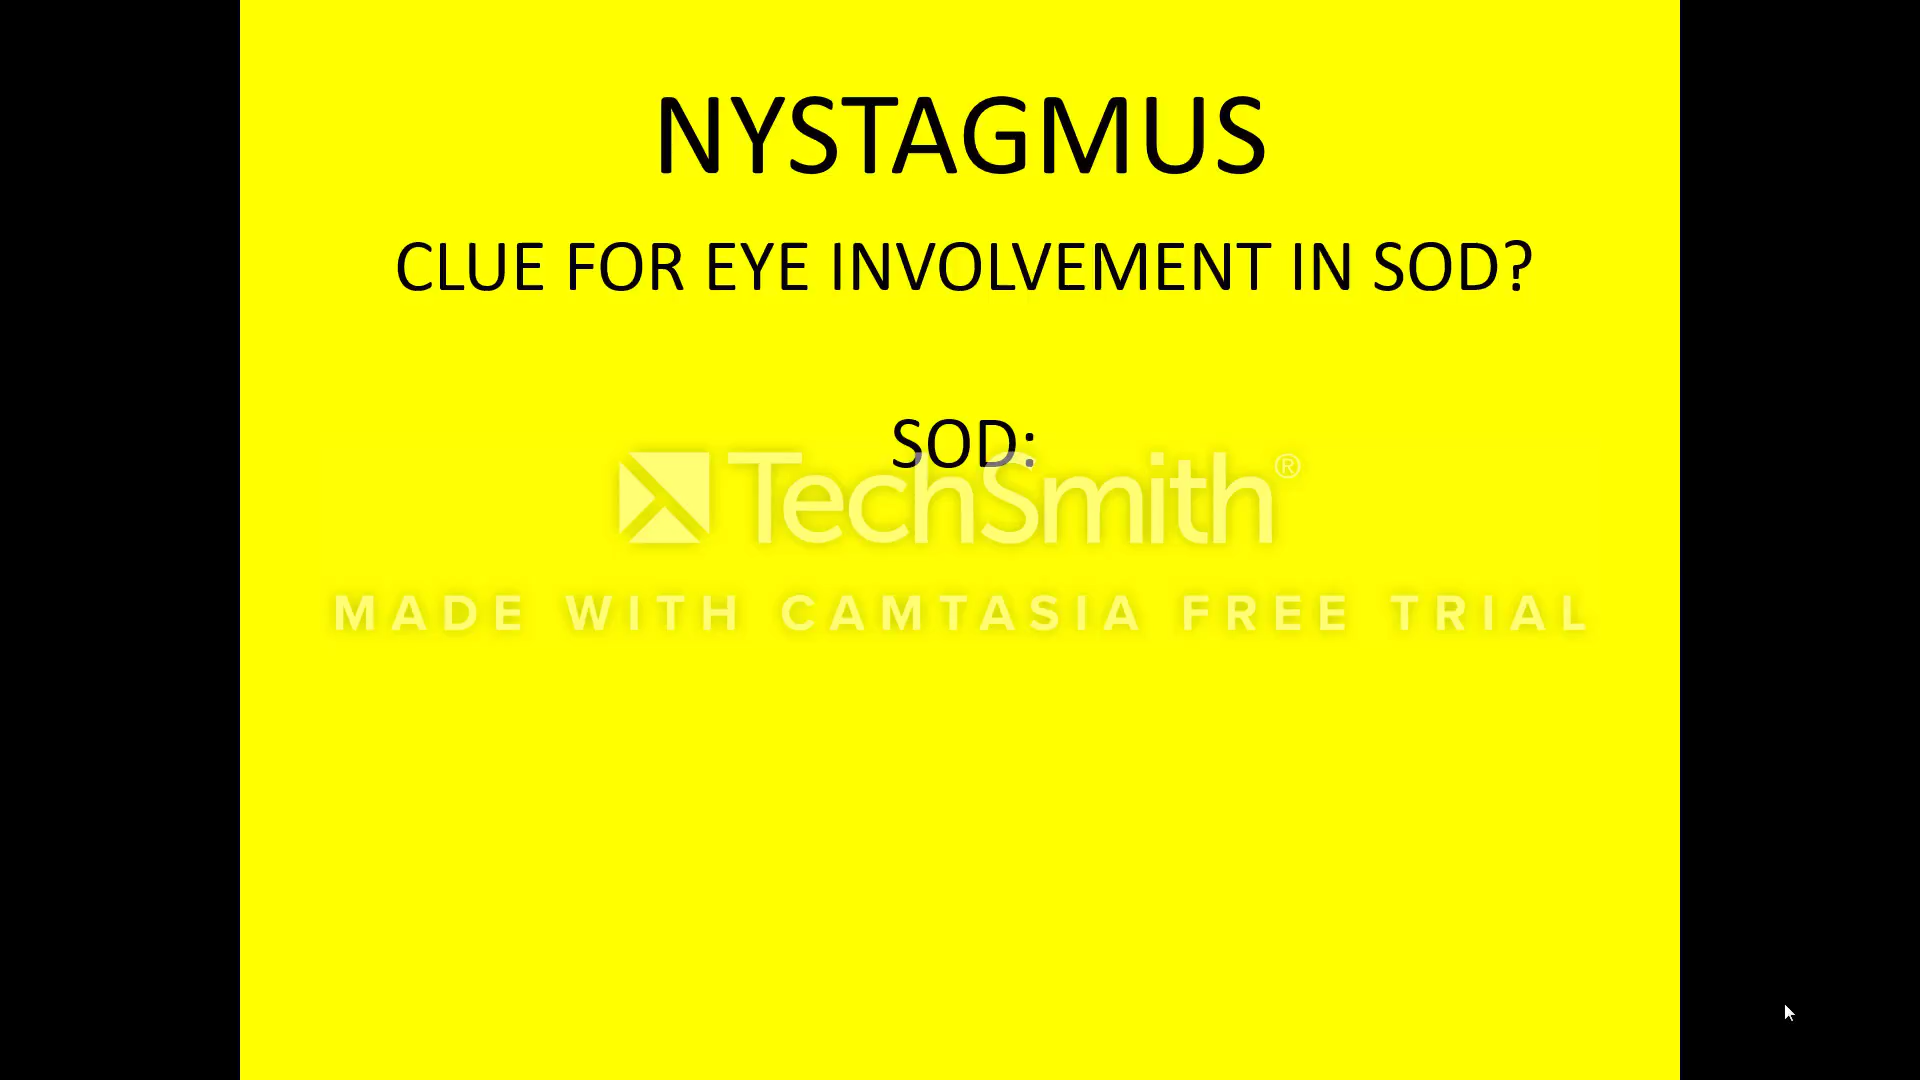 NYSTAGMUS
CLUE FOR EYE INVOLVEMENT IN SOD?
SOD:
TechSmith®
MADE WITH CAMTASIA FREE TRIAL